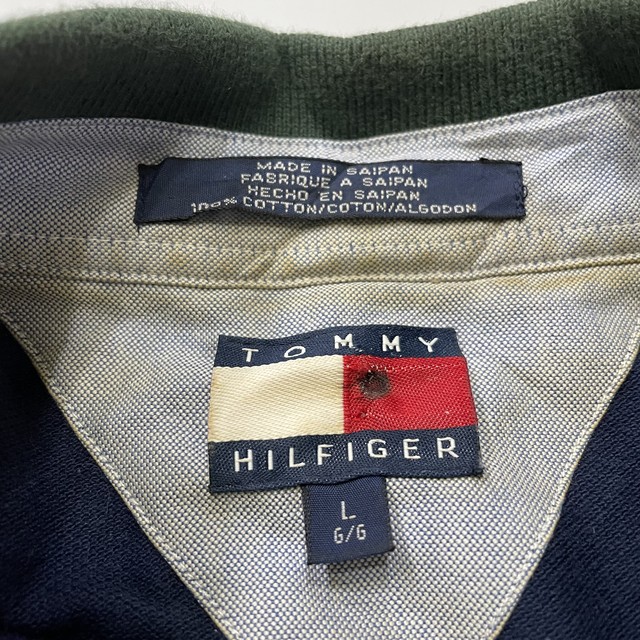 MADE IN SAIPAN
FABRIQUE A SAIPAN
HECHO EN SAIPAN
100% COTTON/COTON/ALGODON
TOMMY
HILFIGER
L
G/G